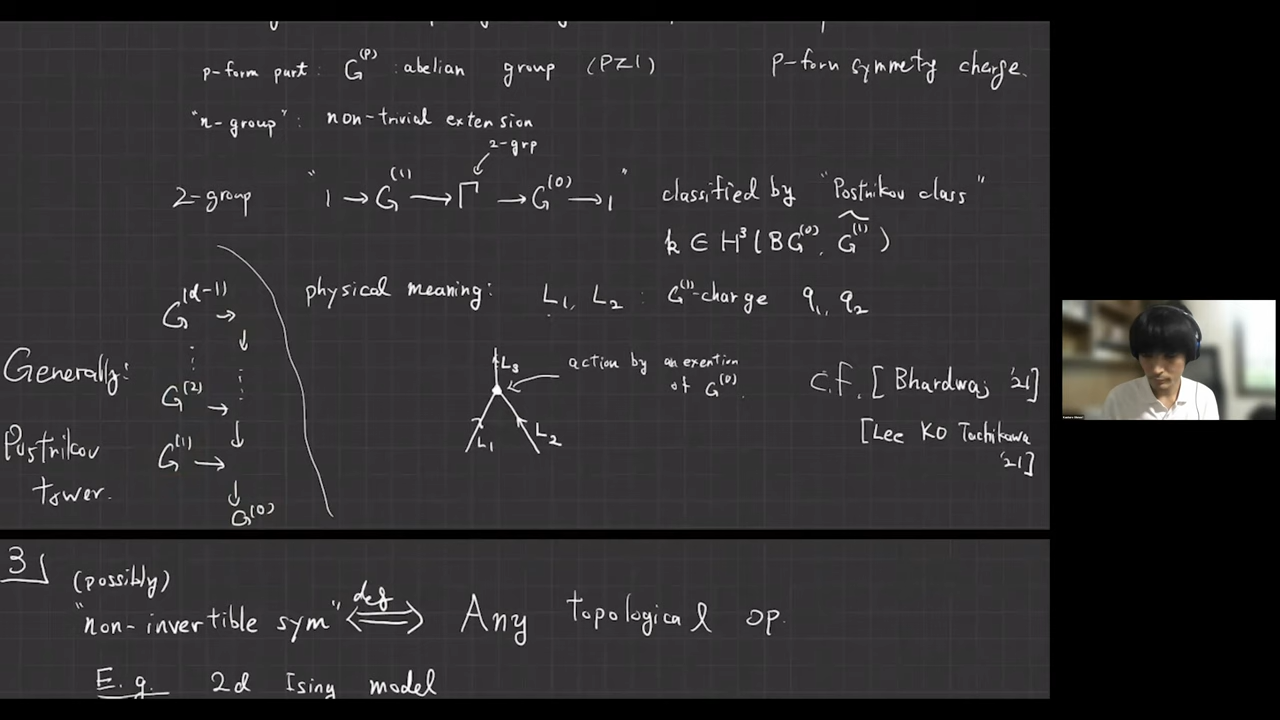 p-form part: G^(p) : abelian group (p≥1) p-form symmetry charge.
"n-group": non-trivial extension
2-grp
2-group "1 → G^(1) → Γ → G^(0) → 1" classified by "Postnikov class"
k ∈ H³(BG^(0), G^(1))
physical meaning: L₁, L₂ : G^(1)-charge q₁, q₂
G^(d-1) →
↓
Generally:
⋮ ⋮
G^(2) →
↓
Postnikov
G^(1) →
tower.
↓
G^(0)
L₃
action by an exention
of G^(0).
L₁
L₂
c.f. [Bhardwaj '21]
[Lee KO Tachikawa
'21]
3
(possibly)
"non-invertible sym" ⟺ def Any topological op.
E.g. 2d Ising model